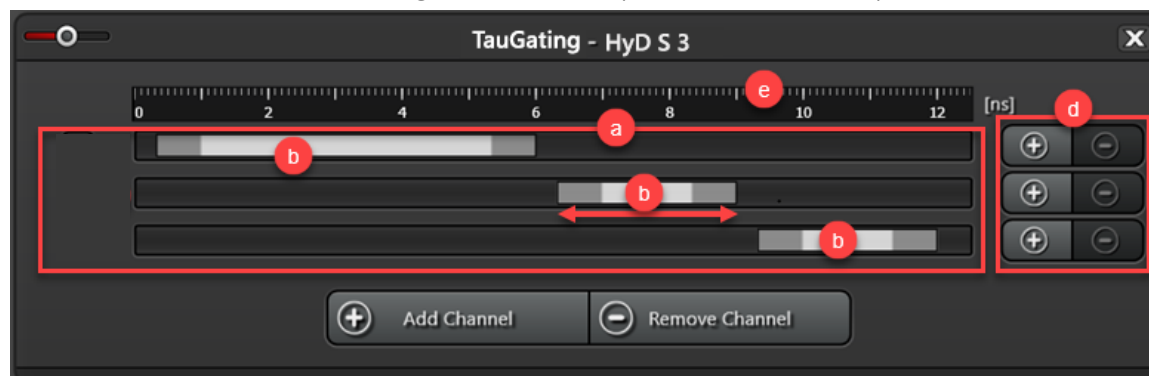 TauGating - HyD S 3 X
e
0 2 4 6 8 10 12 [ns]
a d
b
b
b
Add Channel Remove Channel